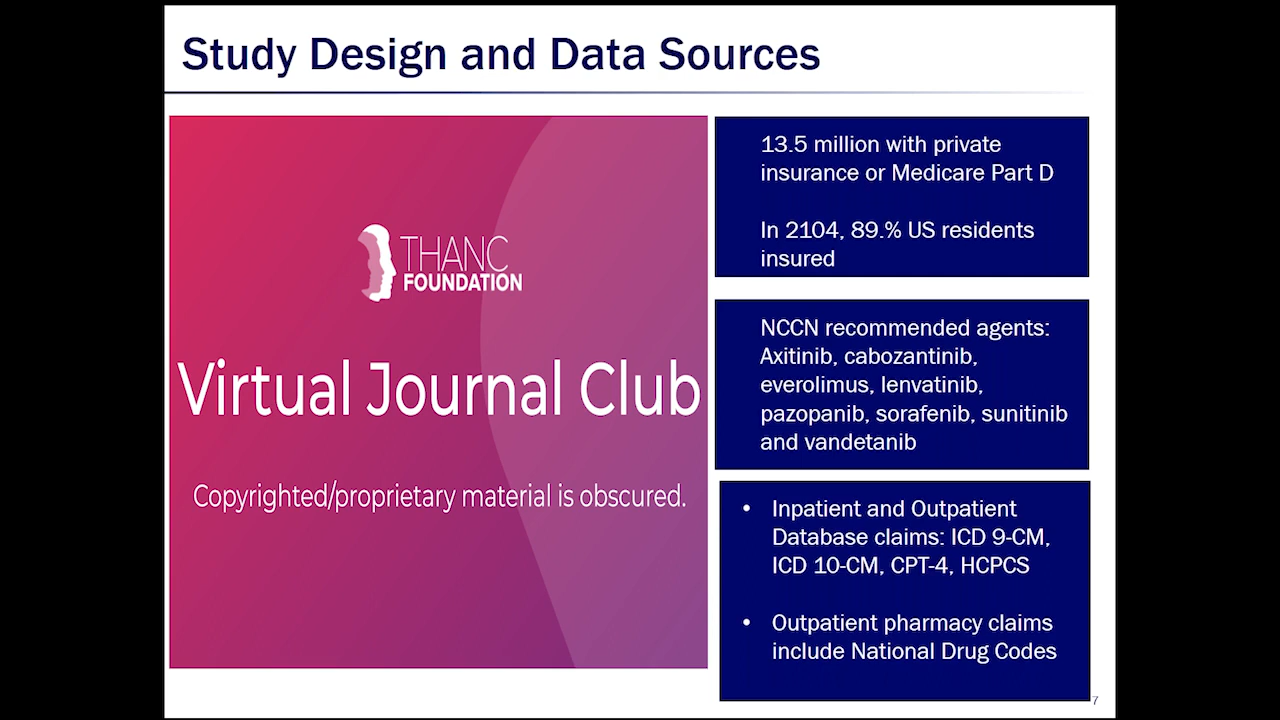 Study Design and Data Sources
THANC
FOUNDATION
Virtual Journal Club
Copyrighted/proprietary material is obscured.
13.5 million with private
insurance or Medicare Part D
In 2104, 89.% US residents
insured
NCCN recommended agents:
Axitinib, cabozantinib,
everolimus, lenvatinib,
pazopanib, sorafenib, sunitinib
and vandetanib
• Inpatient and Outpatient
Database claims: ICD 9-CM,
ICD 10-CM, CPT-4, HCPCS
• Outpatient pharmacy claims
include National Drug Codes
7